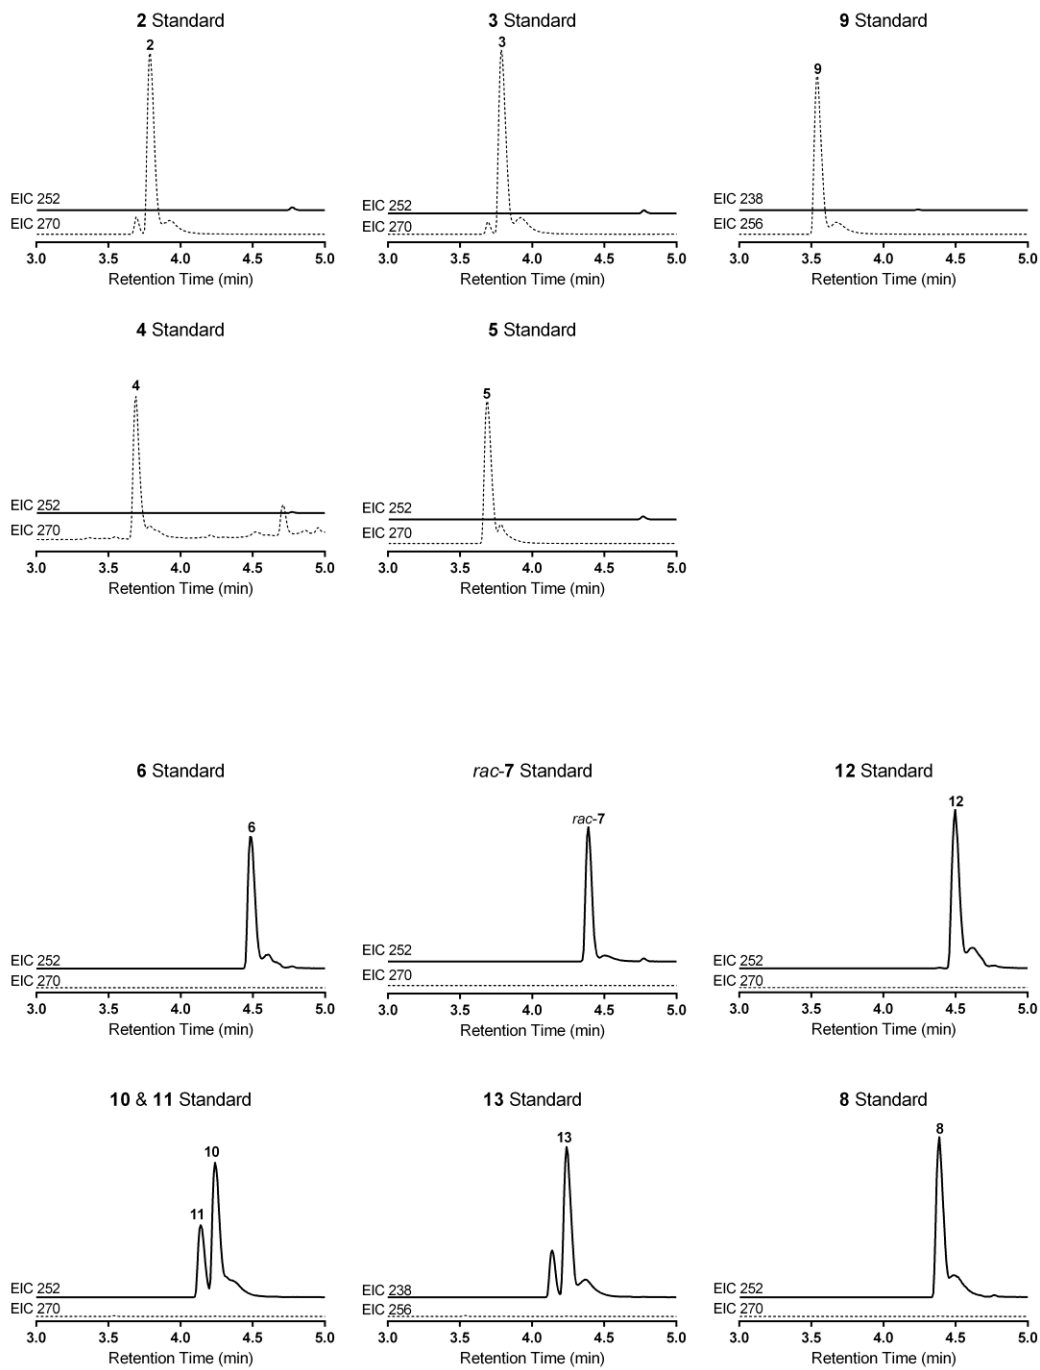 2 Standard
2
EIC 252
EIC 270
3.0 3.5 4.0 4.5 5.0
Retention Time (min)
3 Standard
3
EIC 252
EIC 270
3.0 3.5 4.0 4.5 5.0
Retention Time (min)
9 Standard
9
EIC 238
EIC 256
3.0 3.5 4.0 4.5 5.0
Retention Time (min)
4 Standard
4
EIC 252
EIC 270
3.0 3.5 4.0 4.5 5.0
Retention Time (min)
5 Standard
5
EIC 252
EIC 270
3.0 3.5 4.0 4.5 5.0
Retention Time (min)
6 Standard
6
EIC 252
EIC 270
3.0 3.5 4.0 4.5 5.0
Retention Time (min)
rac-7 Standard
rac-7
EIC 252
EIC 270
3.0 3.5 4.0 4.5 5.0
Retention Time (min)
12 Standard
12
EIC 252
EIC 270
3.0 3.5 4.0 4.5 5.0
Retention Time (min)
10 & 11 Standard
10
11
EIC 252
EIC 270
3.0 3.5 4.0 4.5 5.0
Retention Time (min)
13 Standard
13
EIC 238
EIC 256
3.0 3.5 4.0 4.5 5.0
Retention Time (min)
8 Standard
8
EIC 252
EIC 270
3.0 3.5 4.0 4.5 5.0
Retention Time (min)